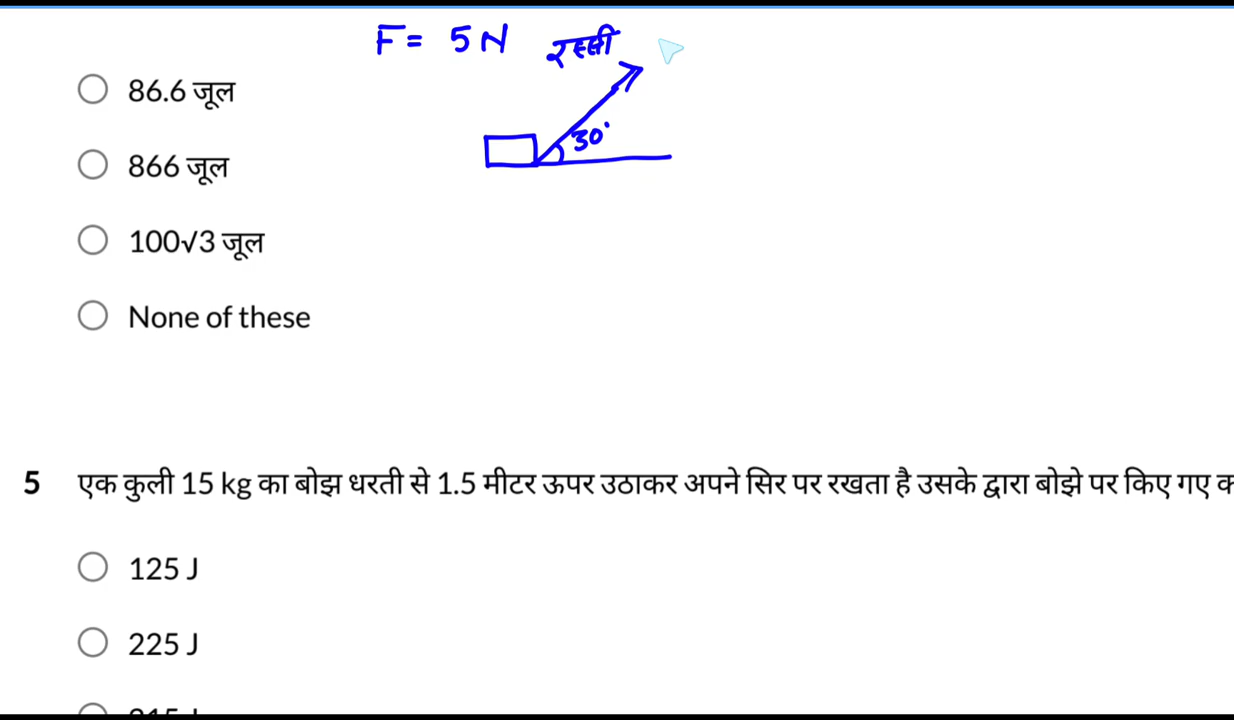 F = 5 N रस्सी
30°
86.6 जूल
866 जूल
100√3 जूल
None of these
5 एक कुली 15 kg का बोझ धरती से 1.5 मीटर ऊपर उठाकर अपने सिर पर रखता है उसके द्वारा बोझे पर किए गए
125 J
225 J